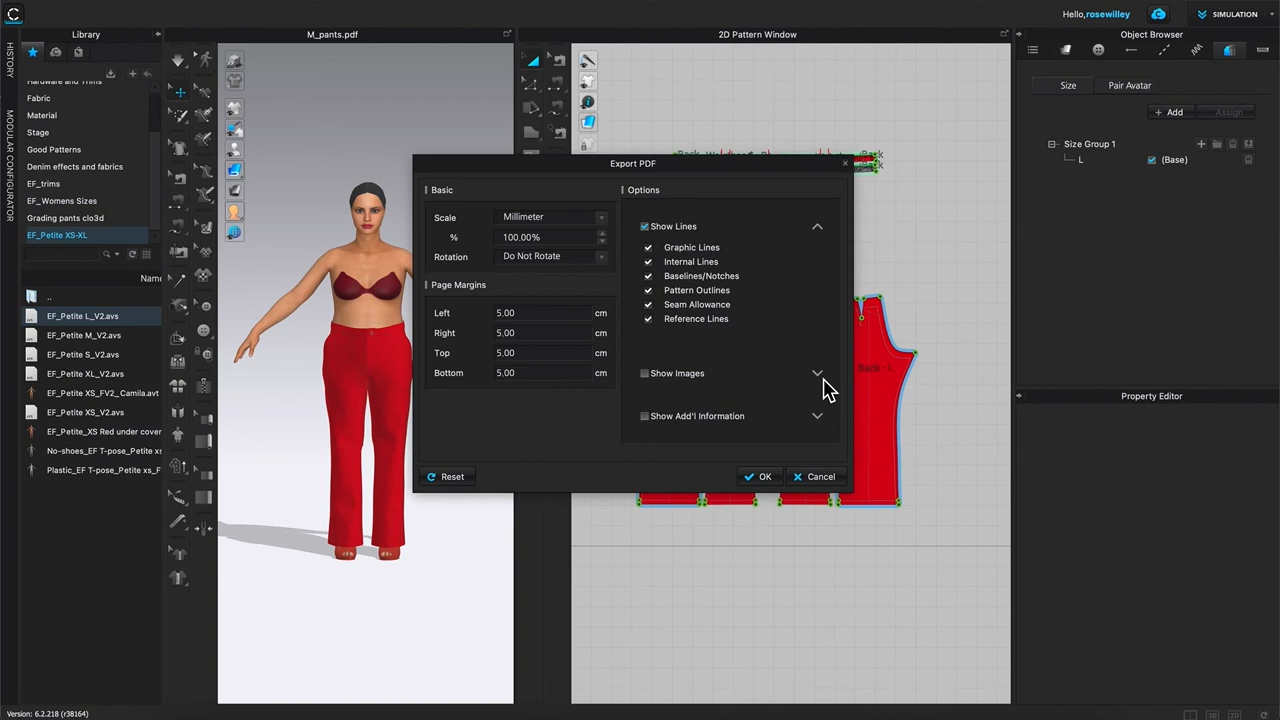 Hello, rosewilley
SIMULATION
Library
M_pants.pdf
2D Pattern Window
Object Browser
HISTORY
MODULAR CONFIGURATOR
Hardware and Trims
Fabric
Material
Stage
Good Patterns
Denim effects and fabrics
EF_trims
EF_Womens Sizes
Grading pants clo3d
EF_Petite XS-XL
Name
..
EF_Petite L_V2.avs
EF_Petite M_V2.avs
EF_Petite S_V2.avs
EF_Petite XL_V2.avs
EF_Petite XS_FV2_Camila.avt
EF_Petite XS_V2.avs
EF_Petite_XS Red under cover
No-shoes_EF T-pose_Petite xs
Plastic_EF T-pose_Petite xs_F
Export PDF
Basic
Scale
Millimeter
%
100.00%
Rotation
Do Not Rotate
Page Margins
Left
5.00
cm
Right
5.00
cm
Top
5.00
cm
Bottom
5.00
cm
Options
Show Lines
Graphic Lines
Internal Lines
Baselines/Notches
Pattern Outlines
Seam Allowance
Reference Lines
Show Images
Show Add'l Information
Reset
OK
Cancel
Back - L
Size
Pair Avatar
+ Add
Assign
Size Group 1
L
(Base)
Property Editor
Version: 6.2.218 (r38164)
3D
2D